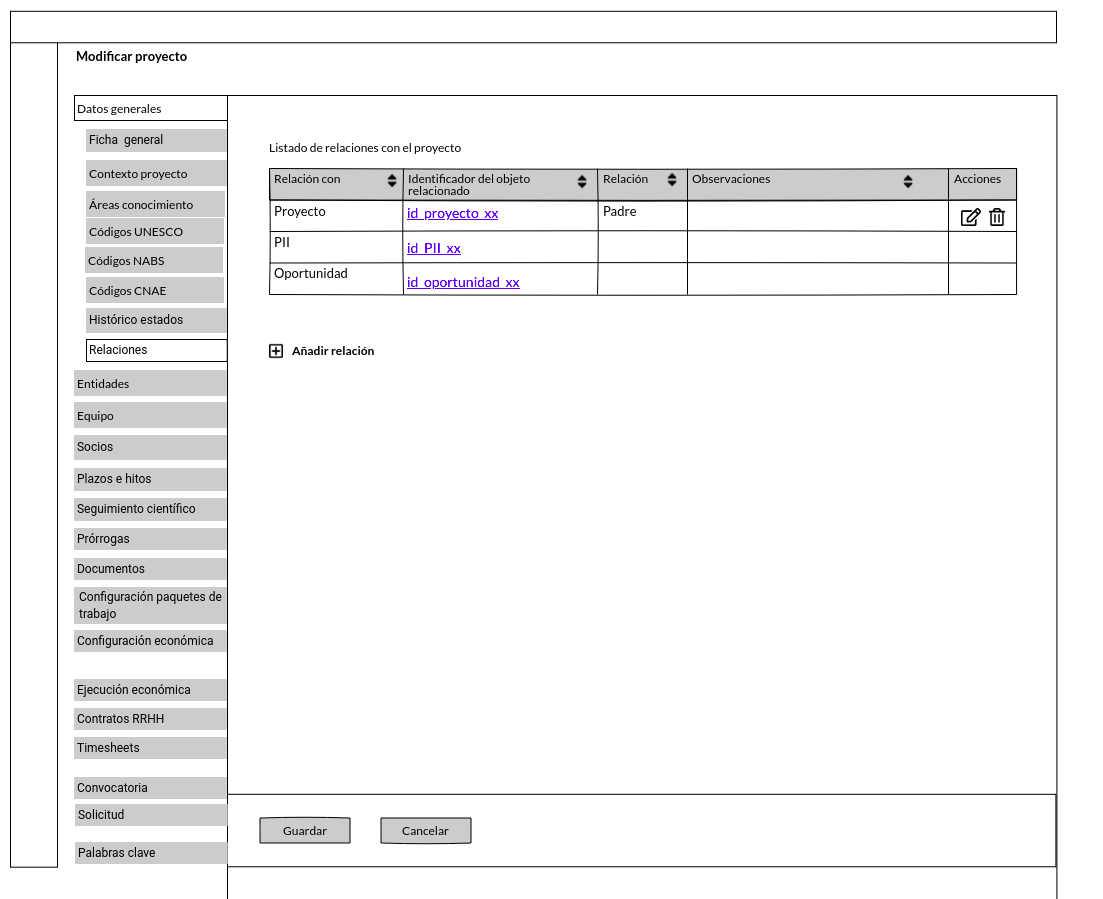 Modificar proyecto
Datos generales
Ficha general
Contexto proyecto
Áreas conocimiento
Códigos UNESCO
Códigos NABS
Códigos CNAE
Histórico estados
Relaciones
Entidades
Equipo
Socios
Plazos e hitos
Seguimiento científico
Prórrogas
Documentos
Configuración paquetes de
trabajo
Configuración económica
Ejecución económica
Contratos RRHH
Timesheets
Convocatoria
Solicitud
Palabras clave
Listado de relaciones con el proyecto
Relación con Identificador del objeto Relación Observaciones Acciones
relacionado
Proyecto id_proyecto_xx Padre
PII id_PII_xx
Oportunidad id_oportunidad_xx
Añadir relación
Guardar Cancelar